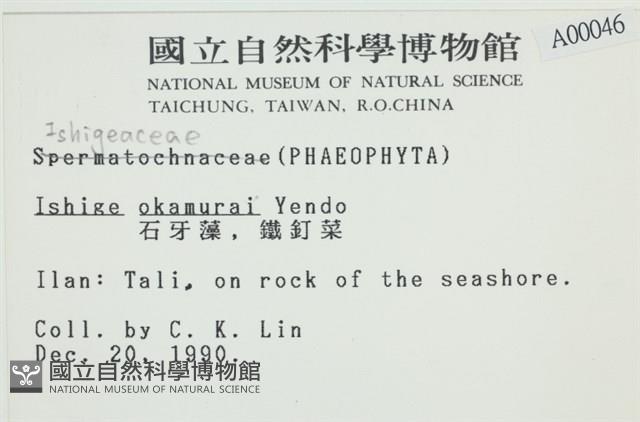 A00046
國立自然科學博物館
NATIONAL MUSEUM OF NATURAL SCIENCE
TAICHUNG, TAIWAN, R.O.CHINA
Ishigeaceae
Spermatochnaceae (PHAEOPHYTA)
Ishige okamurai Yendo
石牙藻, 鐵釘菜
Ilan: Tali, on rock of the seashore.
Coll. by C. K. Lin
Dec. 20, 1990.
國立自然科學博物館
NATIONAL MUSEUM OF NATURAL SCIENCE